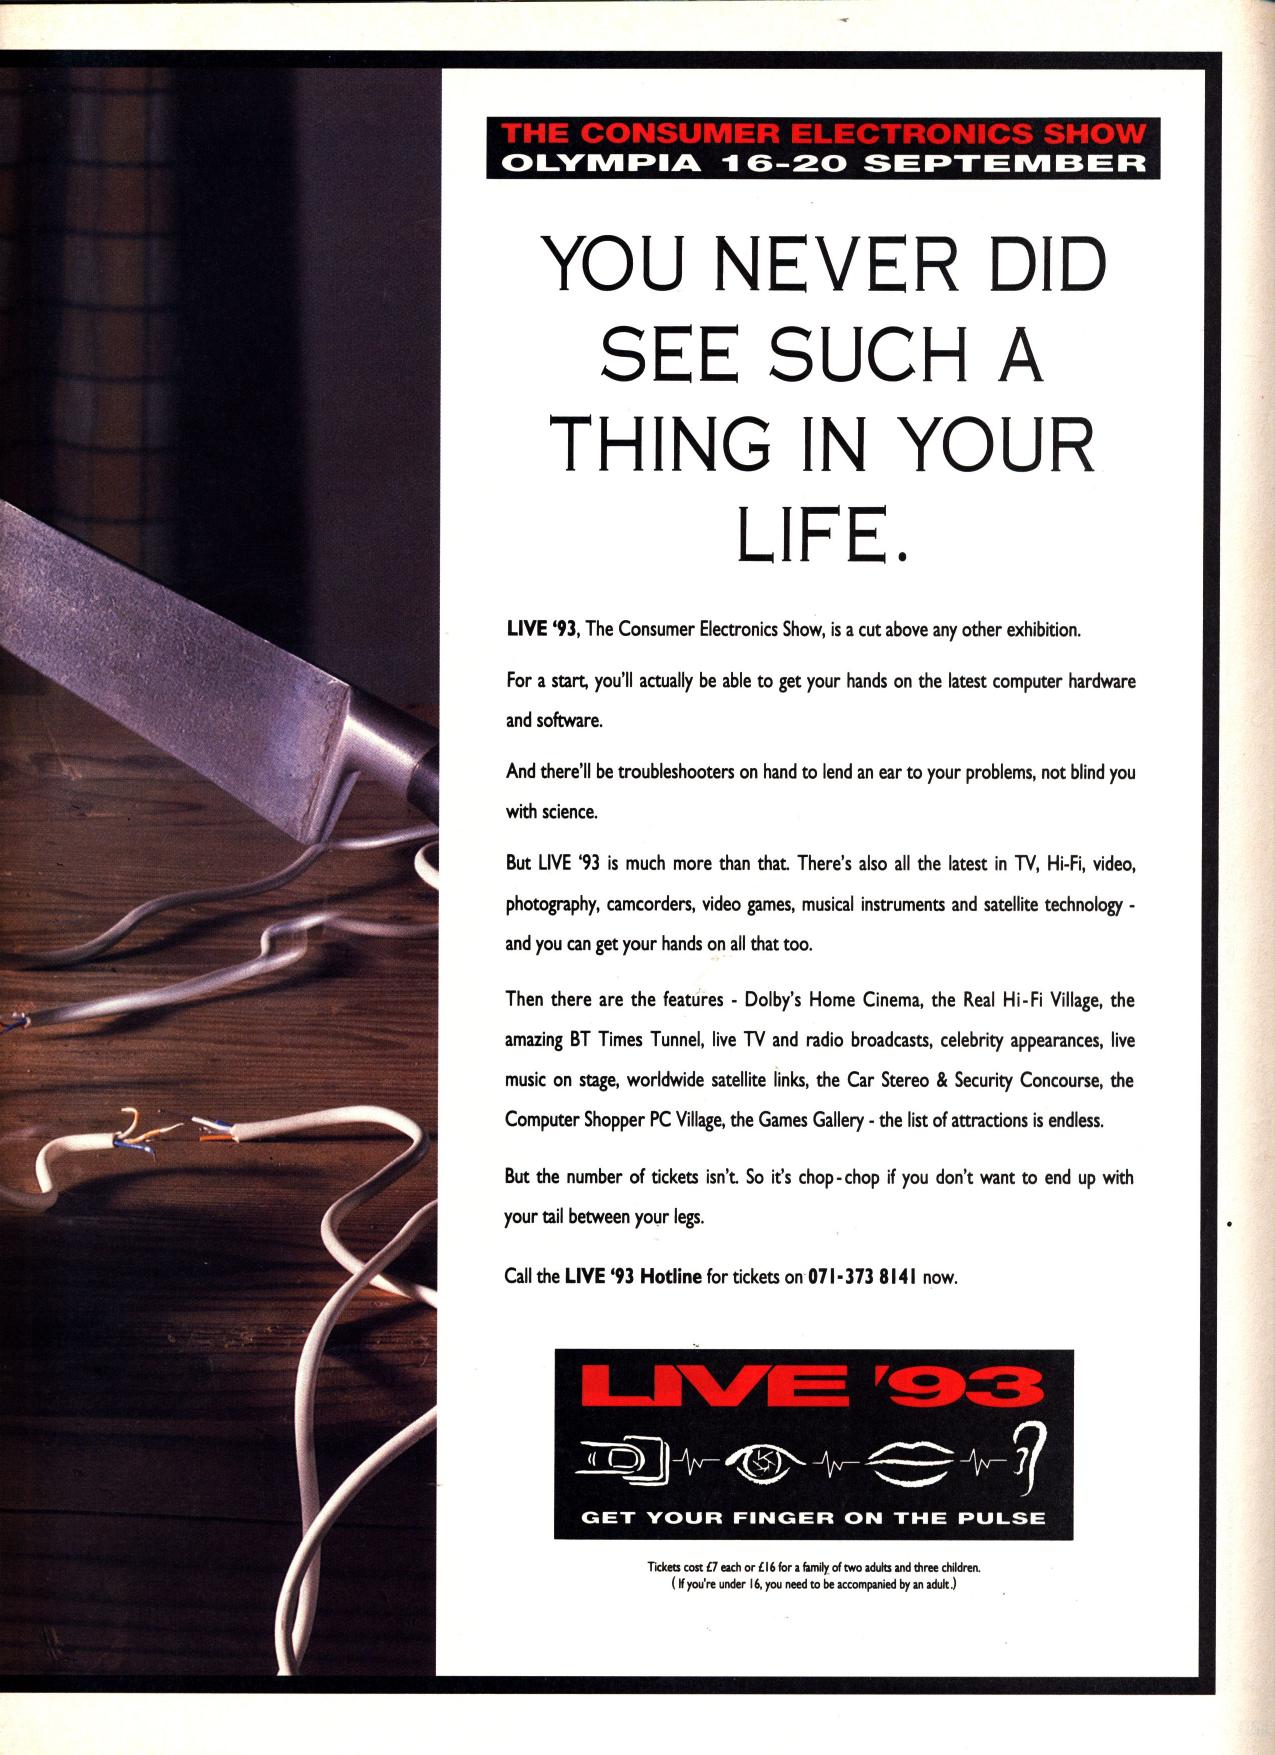 THE CONSUMER ELECTRONICS SHOW
OLYMPIA 16-20 SEPTEMBER
YOU NEVER DID
SEE SUCH A
THING IN YOUR
LIFE.
LIVE ‘93, The Consumer Electronics Show, is a cut above any other exhibition.
For a start, you’ll actually be able to get your hands on the latest computer hardware
and software.
And there’ll be troubleshooters on hand to lend an ear to your problems, not blind you
with science.
But LIVE ‘93 is much more than that. There’s also all the latest in TV, Hi-Fi, video,
photography, camcorders, video games, musical instruments and satellite technology -
and you can get your hands on all that too.
Then there are the features - Dolby’s Home Cinema, the Real Hi-Fi Village, the
amazing BT Times Tunnel, live TV and radio broadcasts, celebrity appearances, live
music on stage, worldwide satellite links, the Car Stereo & Security Concourse, the
Computer Shopper PC Village, the Games Gallery - the list of attractions is endless.
But the number of tickets isn’t. So it’s chop-chop if you don’t want to end up with
your tail between your legs.
Call the LIVE ‘93 Hotline for tickets on 071-373 8141 now.
LIVE ’93
GET YOUR FINGER ON THE PULSE
Tickets cost £7 each or £16 for a family of two adults and three children.
( If you’re under 16, you need to be accompanied by an adult.)